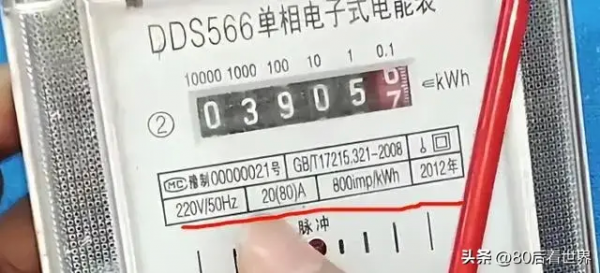 DDS566单相电子式电能表
10000 1000 100 10 1 0.1
② 0 3 9 0 5 6 7 kWh
MC 豫制00000021号 GB/T17215.321-2008
220V/50Hz 20(80)A 800imp/kWh 2012年
脉冲
头条 @80后看世界